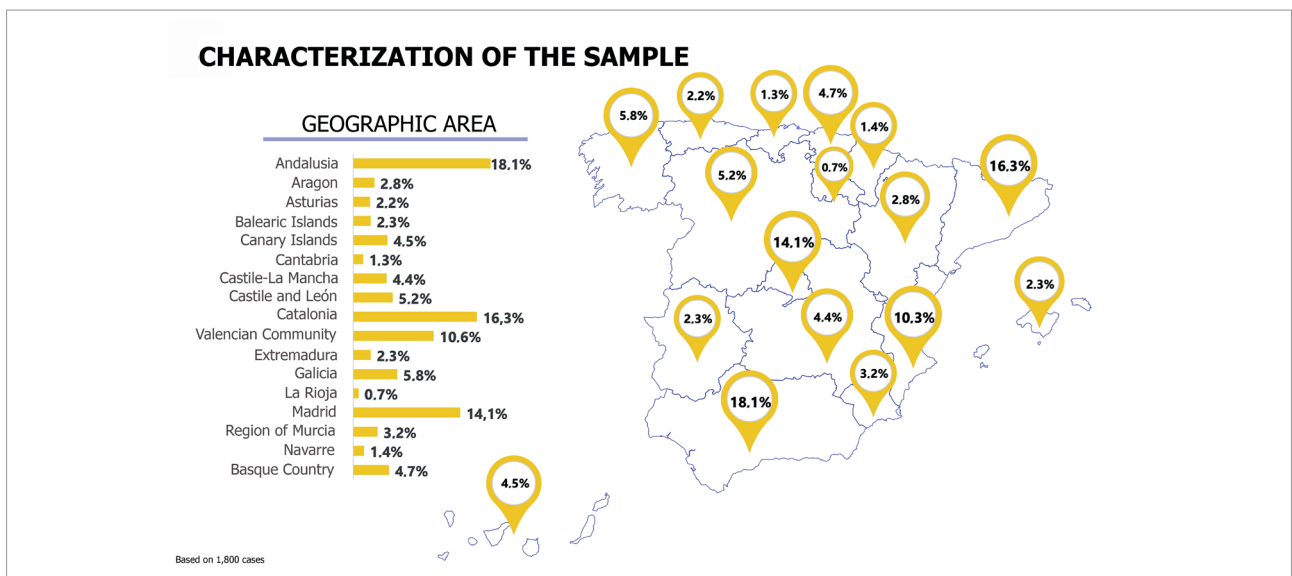 CHARACTERIZATION OF THE SAMPLE
GEOGRAPHIC AREA
Andalusia 18.1%
Aragon 2.8%
Asturias 2.2%
Balearic Islands 2.3%
Canary Islands 4.5%
Cantabria 1.3%
Castile-La Mancha 4.4%
Castile and León 5.2%
Catalonia 16,3%
Valencian Community 10.6%
Extremadura 2.3%
Galicia 5.8%
La Rioja 0.7%
Madrid 14,1%
Region of Murcia 3.2%
Navarre 1.4%
Basque Country 4.7%
5.8%
2.2%
1.3%
4.7%
1.4%
5.2%
0.7%
2.8%
16.3%
14.1%
2.3%
2.3%
4.4%
10,3%
3.2%
18.1%
4.5%
Based on 1,800 cases